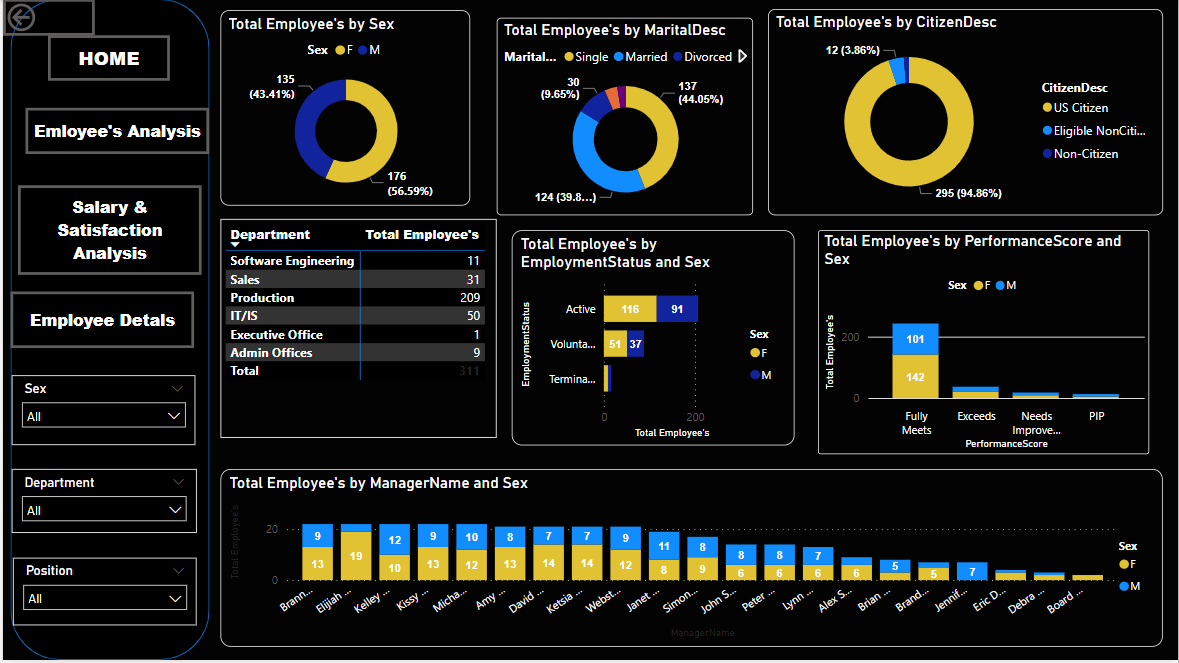 HOME
Emloyee's Analysis
Salary &
Satisfaction
Analysis
Employee Detals
Sex
All
Department
All
Position
All
Total Employee's by Sex
Sex F M
135
(43.41%)
176
(56.59%)
Total Employee's by MaritalDesc
Marital... Single Married Divorced
30
(9.65%)
137
(44.05%)
124 (39.8...)
Total Employee's by CitizenDesc
12 (3.86%)
295 (94.86%)
CitizenDesc
US Citizen
Eligible NonCiti...
Non-Citizen
Department Total Employee's
Software Engineering 11
Sales 31
Production 209
IT/IS 50
Executive Office 1
Admin Offices 9
Total 311
Total Employee's by
EmploymentStatus and Sex
EmploymentStatus
Active 116 91
Volunta... 51 37
Termina...
0 200
Total Employee's
Sex
F
M
Total Employee's by PerformanceScore and
Sex
Sex F M
Total Employee's
200
0
101
142
Fully
Meets
Exceeds
Needs
Improve...
PIP
PerformanceScore
Total Employee's by ManagerName and Sex
Total Employee's
20
0
9 12 9 10 8 7 7 9 11 8 8 8 7 5 7
13 19 10 13 12 13 14 14 12 8 9 6 6 6 6 5
Brann... Elijah ... Kelley ... Kissy ... Micha... Amy ... David ... Ketsia ... Webst... Janet ... Simon... John S... Peter ... Lynn ... Alex S... Brian ... Brand... Jennif... Eric D... Debra ... Board ...
ManagerName
Sex
F
M